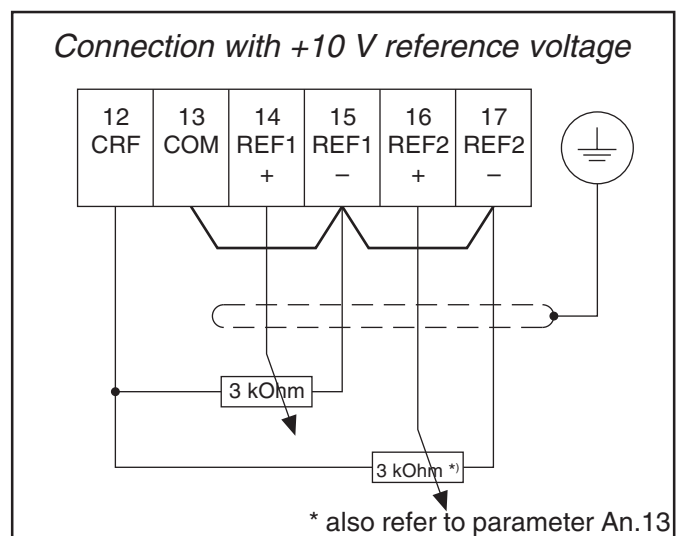 Connection with +10 V reference voltage
12 13 14 15 16 17
CRF COM REF1 REF1 REF2 REF2
+ – + –
3 kOhm
3 kOhm *)
* also refer to parameter An.13